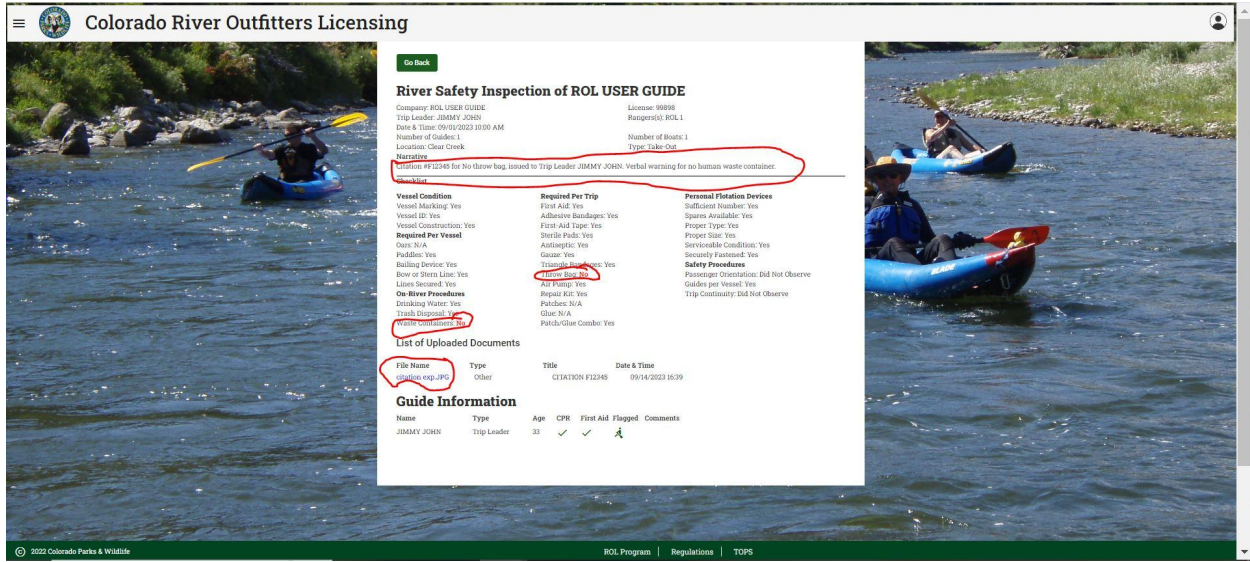 Colorado River Outfitters Licensing
Go Back
River Safety Inspection of ROL USER GUIDE
Company: ROL USER GUIDE
License: 99898
Trip Leader: JIMMY JOHN
Rangers(s): ROL 1
Date & Time: 09/01/2023 10:00 AM
Number of Guides: 1
Number of Boats: 1
Location: Clear Creek
Type: Take-Out
Narrative
Citation #F12345 for No throw bag, issued to Trip Leader JIMMY JOHN. Verbal warning for no human waste container.
Checklist
Vessel Condition
Vessel Marking: Yes
Vessel ID: Yes
Vessel Construction: Yes
Required Per Vessel
Oars: N/A
Paddles: Yes
Bailing Device: Yes
Bow or Stern Line: Yes
Lines Secured: Yes
On-River Procedures
Drinking Water: Yes
Trash Disposal: Yes
Waste Containers: No
Required Per Trip
First Aid: Yes
Adhesive Bandages: Yes
First-Aid Tape: Yes
Sterile Pads: Yes
Antiseptic: Yes
Gauze: Yes
Triangle Bandages: Yes
Throw Bag: No
Air Pump: Yes
Repair Kit: Yes
Patches: N/A
Glue: N/A
Patch/Glue Combo: Yes
Personal Flotation Devices
Sufficient Number: Yes
Spares Available: Yes
Proper Type: Yes
Proper Size: Yes
Serviceable Condition: Yes
Securely Fastened: Yes
Safety Procedures
Passenger Orientation: Did Not Observe
Guides per Vessel: Yes
Trip Continuity: Did Not Observe
List of Uploaded Documents
File Name Type Title Date & Time
citation exp.JPG Other CITATION F12345 09/14/2023 16:39
Guide Information
Name Type Age CPR First Aid Flagged Comments
JIMMY JOHN Trip Leader 33
BLADE
© 2022 Colorado Parks & Wildlife
ROL Program | Regulations | TOPS